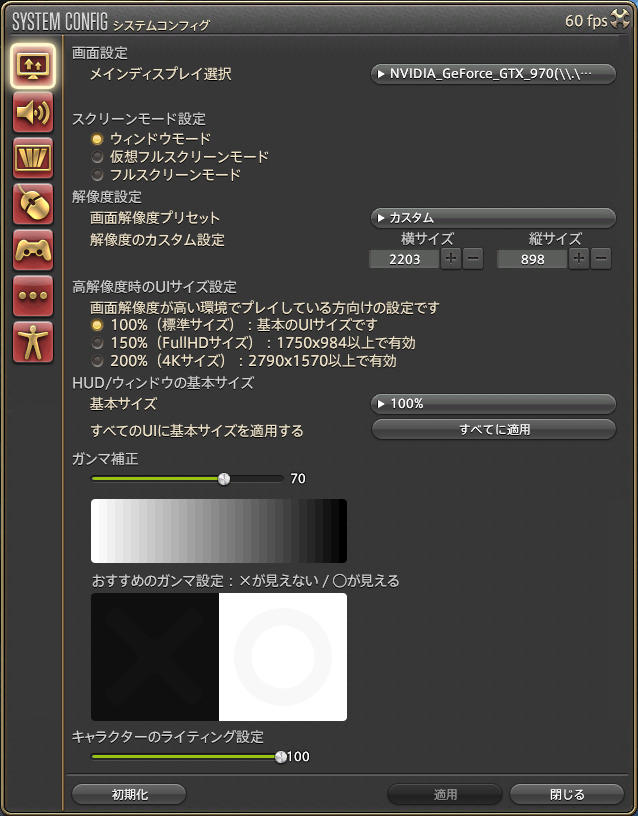 SYSTEM CONFIG システムコンフィグ 60 fps
画面設定
メインディスプレイ選択 NVIDIA_GeForce_GTX_970(\\.\…
スクリーンモード設定
ウィンドウモード
仮想フルスクリーンモード
フルスクリーンモード
解像度設定
画面解像度プリセット カスタム
解像度のカスタム設定 横サイズ 縦サイズ
2203 + − 898 + −
高解像度時のUIサイズ設定
画面解像度が高い環境でプレイしている方向けの設定です
100%（標準サイズ）：基本のUIサイズです
150%（FullHDサイズ）：1750x984以上で有効
200%（4Kサイズ）：2790x1570以上で有効
HUD/ウィンドウの基本サイズ
基本サイズ 100%
すべてのUIに基本サイズを適用する すべてに適用
ガンマ補正
70
おすすめのガンマ設定：×が見えない / ○が見える
キャラクターのライティング設定
100
初期化 適用 閉じる